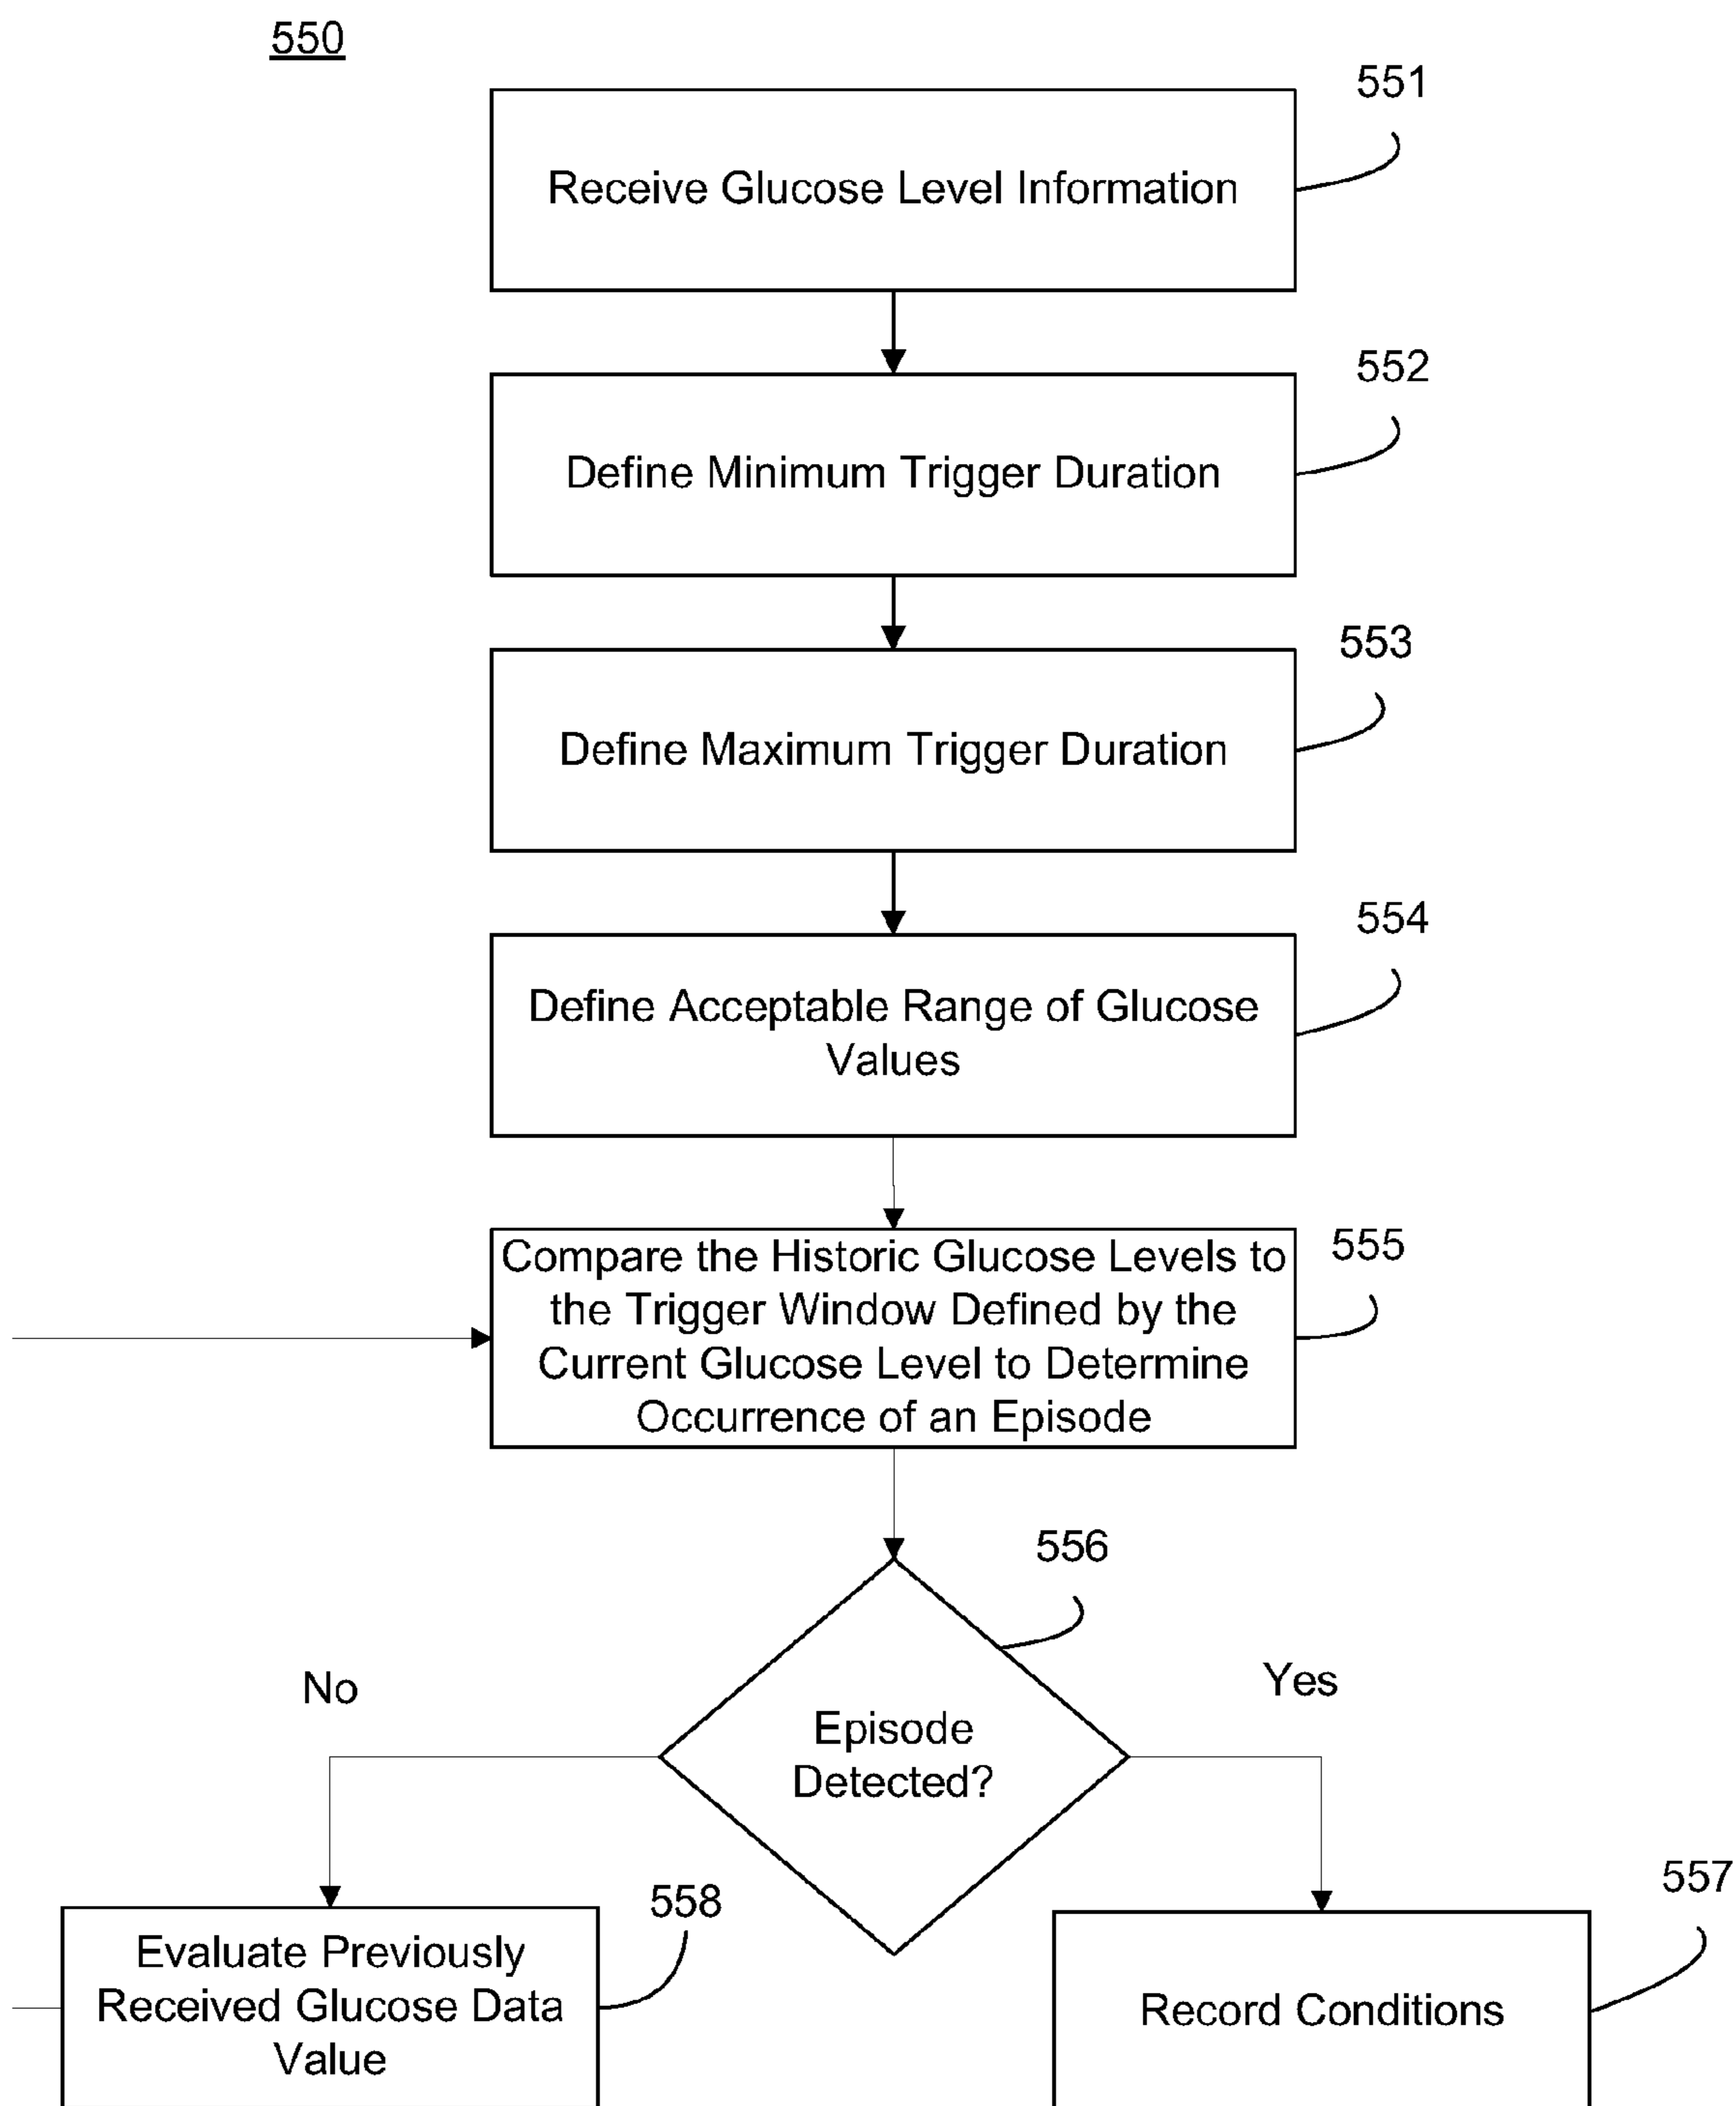 550
551
Receive Glucose Level Information
552
Define Minimum Trigger Duration
553
Define Maximum Trigger Duration
554
Define Acceptable Range of Glucose
Values
555
Compare the Historic Glucose Levels to
the Trigger Window Defined by the
Current Glucose Level to Determine
Occurrence of an Episode
556
No
Yes
Episode
Detected?
558
557
Evaluate Previously
Received Glucose Data
Value
Record Conditions